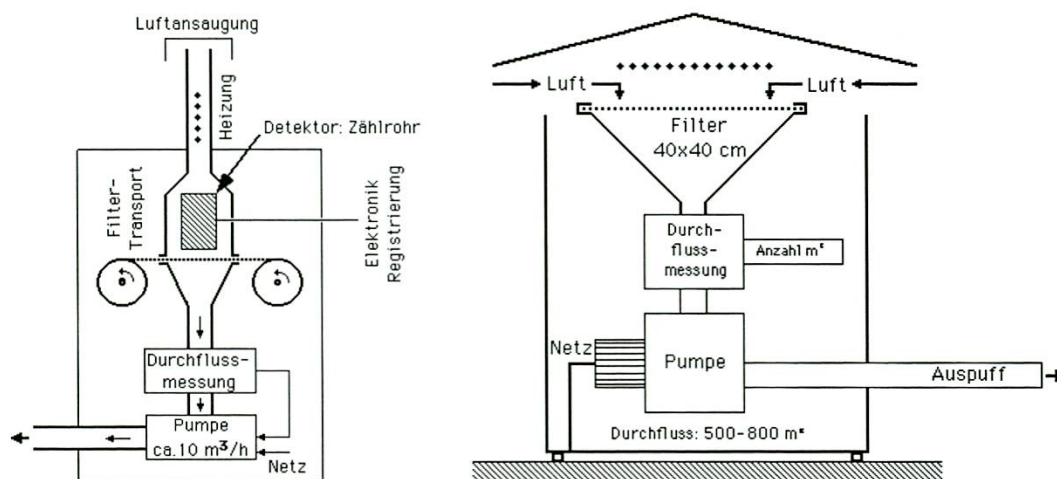 Luftansaugung
Heizung
Detektor: Zählrohr
Filter-
Transport
Elektronik
Registrierung
Durchfluss-
messung
Pumpe
ca.10 m³/h
Netz
Luft
Luft
Filter
40x40 cm
Durch-
fluss-
messung
Anzahl m³
Netz
Pumpe
Auspuff
Durchfluss: 500-800 m³